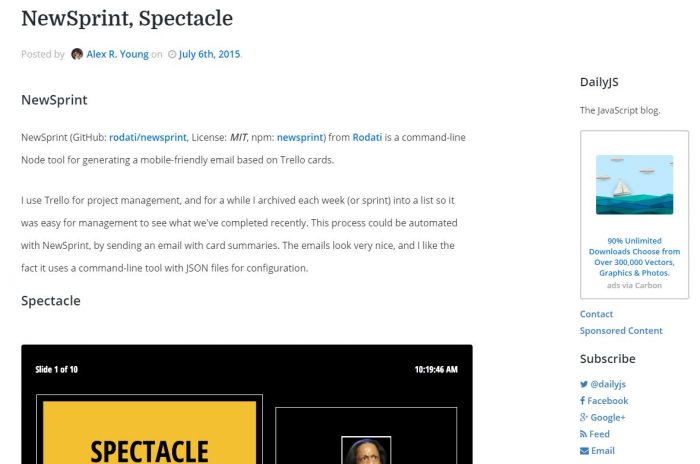 NewSprint, Spectacle
Posted by Alex R. Young on July 6th, 2015.
NewSprint
NewSprint (GitHub: rodati/newsprint, License: MIT, npm: newsprint) from Rodati is a command-line
Node tool for generating a mobile-friendly email based on Trello cards.
I use Trello for project management, and for a while I archived each week (or sprint) into a list so it
was easy for management to see what we've completed recently. This process could be automated
with NewSprint, by sending an email with card summaries. The emails look very nice, and I like the
fact it uses a command-line tool with JSON files for configuration.
Spectacle
Slide 1 of 10
10:19:46 AM
SPECTACLE
DailyJS
The JavaScript blog.
90% Unlimited
Downloads Choose from
Over 300,000 Vectors,
Graphics & Photos.
ads via Carbon
Contact
Sponsored Content
Subscribe
@dailyjs
Facebook
Google+
Feed
Email